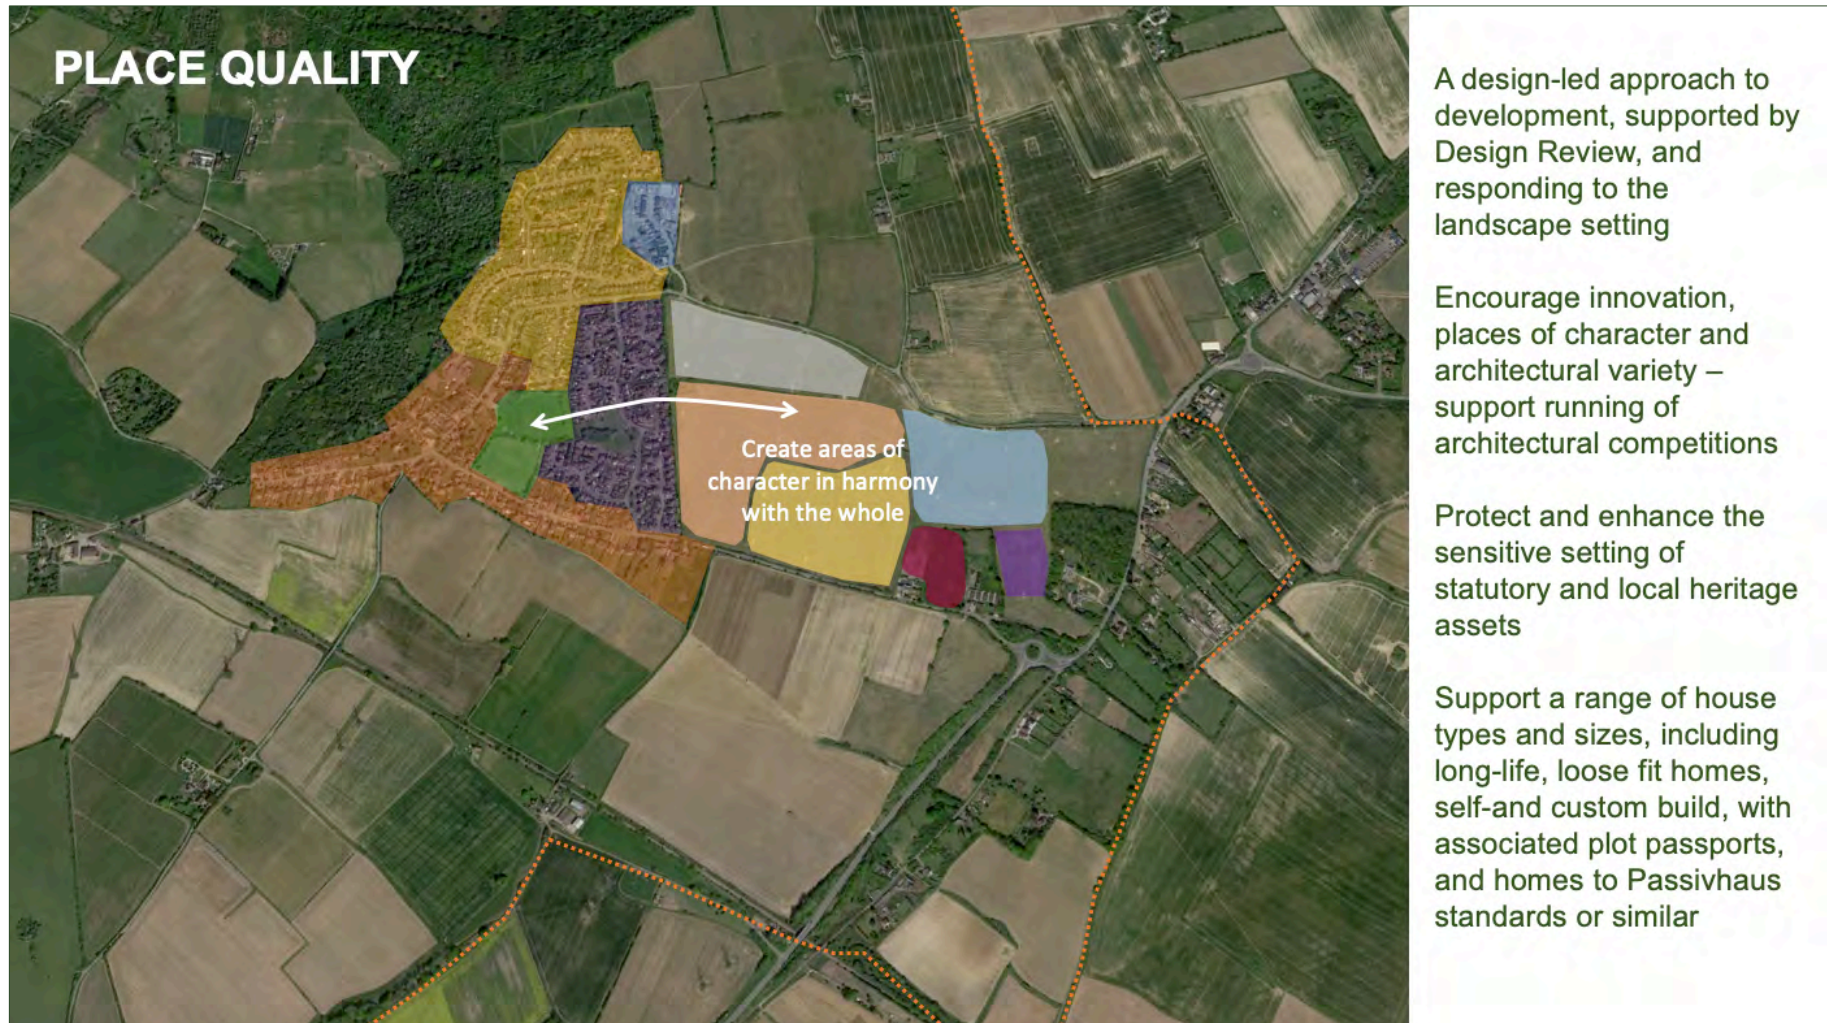 PLACE QUALITY
Create areas of
character in harmony
with the whole
A design-led approach to
development, supported by
Design Review, and
responding to the
landscape setting
Encourage innovation,
places of character and
architectural variety –
support running of
architectural competitions
Protect and enhance the
sensitive setting of
statutory and local heritage
assets
Support a range of house
types and sizes, including
long-life, loose fit homes,
self-and custom build, with
associated plot passports,
and homes to Passivhaus
standards or similar